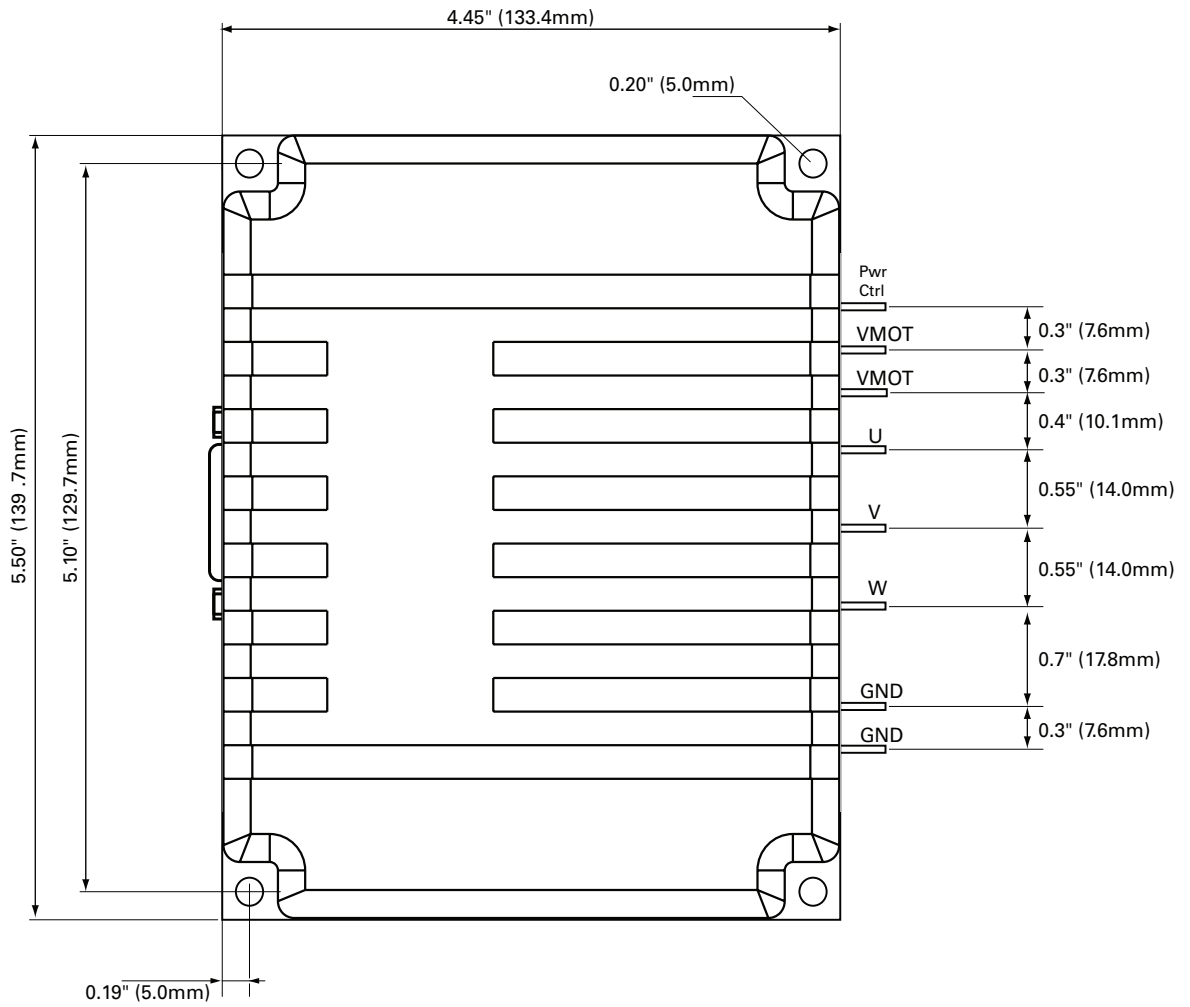 4.45" (133.4mm)
0.20" (5.0mm)
Pwr
Ctrl
0.3" (7.6mm)
VMOT
0.3" (7.6mm)
VMOT
0.4" (10.1mm)
U
0.55" (14.0mm)
V
0.55" (14.0mm)
W
0.7" (17.8mm)
GND
0.3" (7.6mm)
GND
5.50" (139 .7mm)
5.10" (129.7mm)
0.19" (5.0mm)